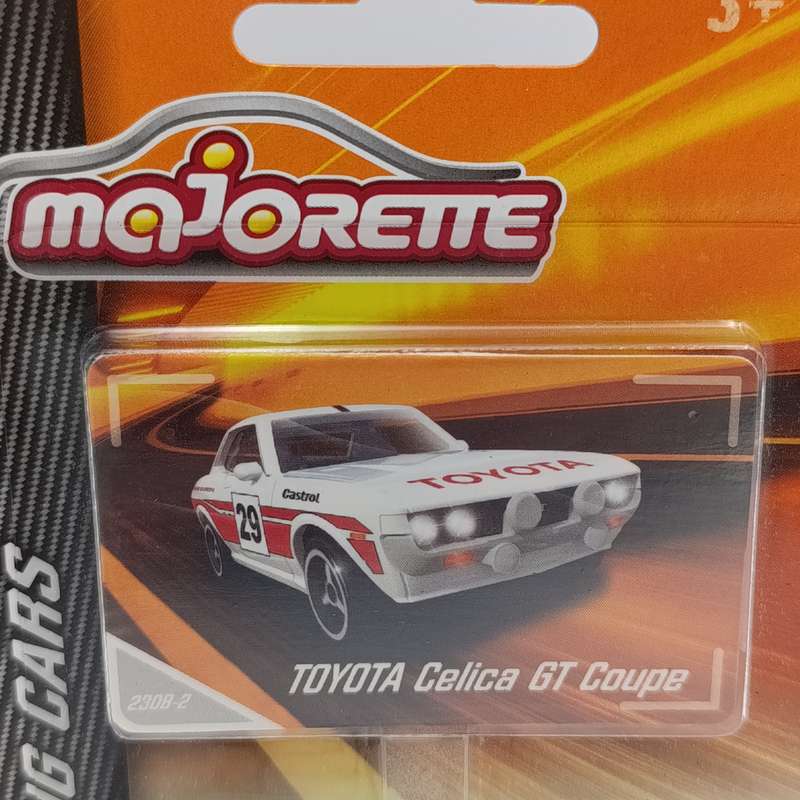 3+
majorette
TOYOTA
Castrol
29
TOYOTA Celica GT Coupe
230B-2
CARS